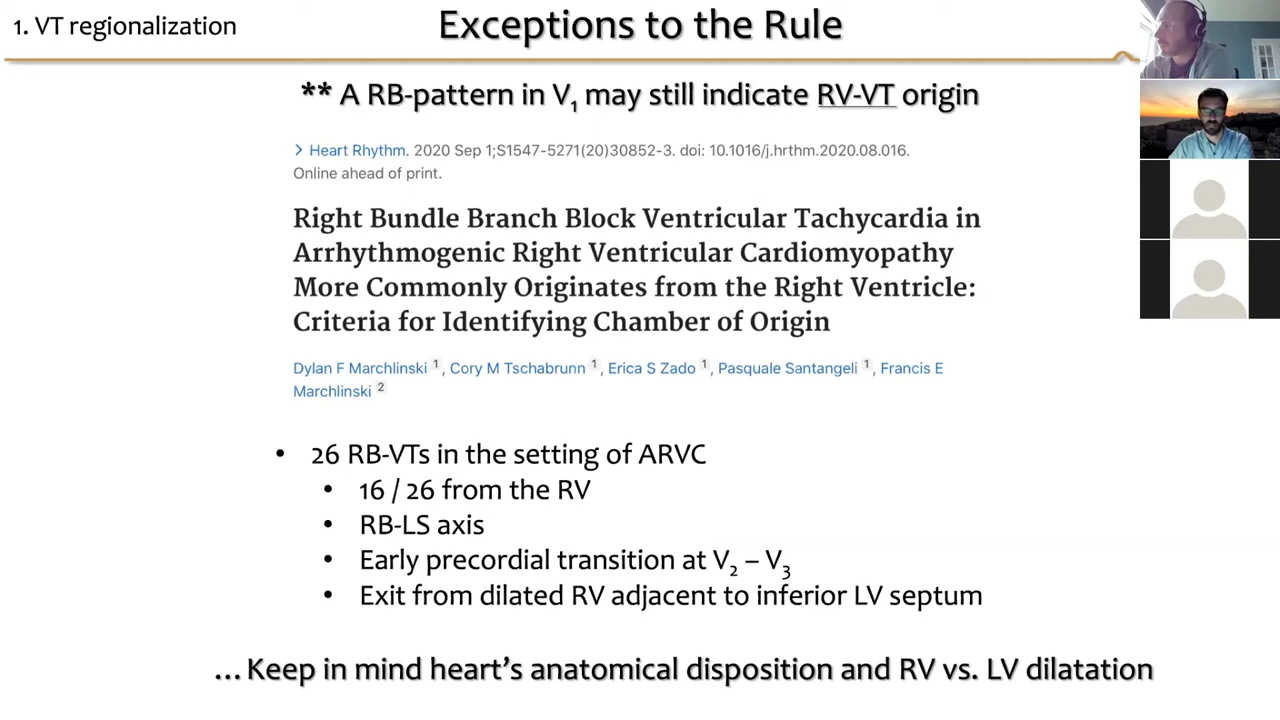 1. VT regionalization
Exceptions to the Rule
** A RB-pattern in V₁ may still indicate RV-VT origin
> Heart Rhythm. 2020 Sep 1;S1547-5271(20)30852-3. doi: 10.1016/j.hrthm.2020.08.016.
Online ahead of print.
Right Bundle Branch Block Ventricular Tachycardia in
Arrhythmogenic Right Ventricular Cardiomyopathy
More Commonly Originates from the Right Ventricle:
Criteria for Identifying Chamber of Origin
Dylan F Marchlinski ¹, Cory M Tschabrunn ¹, Erica S Zado ¹, Pasquale Santangeli ¹, Francis E
Marchlinski ²
• 26 RB-VTs in the setting of ARVC
• 16 / 26 from the RV
• RB-LS axis
• Early precordial transition at V₂ – V₃
• Exit from dilated RV adjacent to inferior LV septum
...Keep in mind heart's anatomical disposition and RV vs. LV dilatation